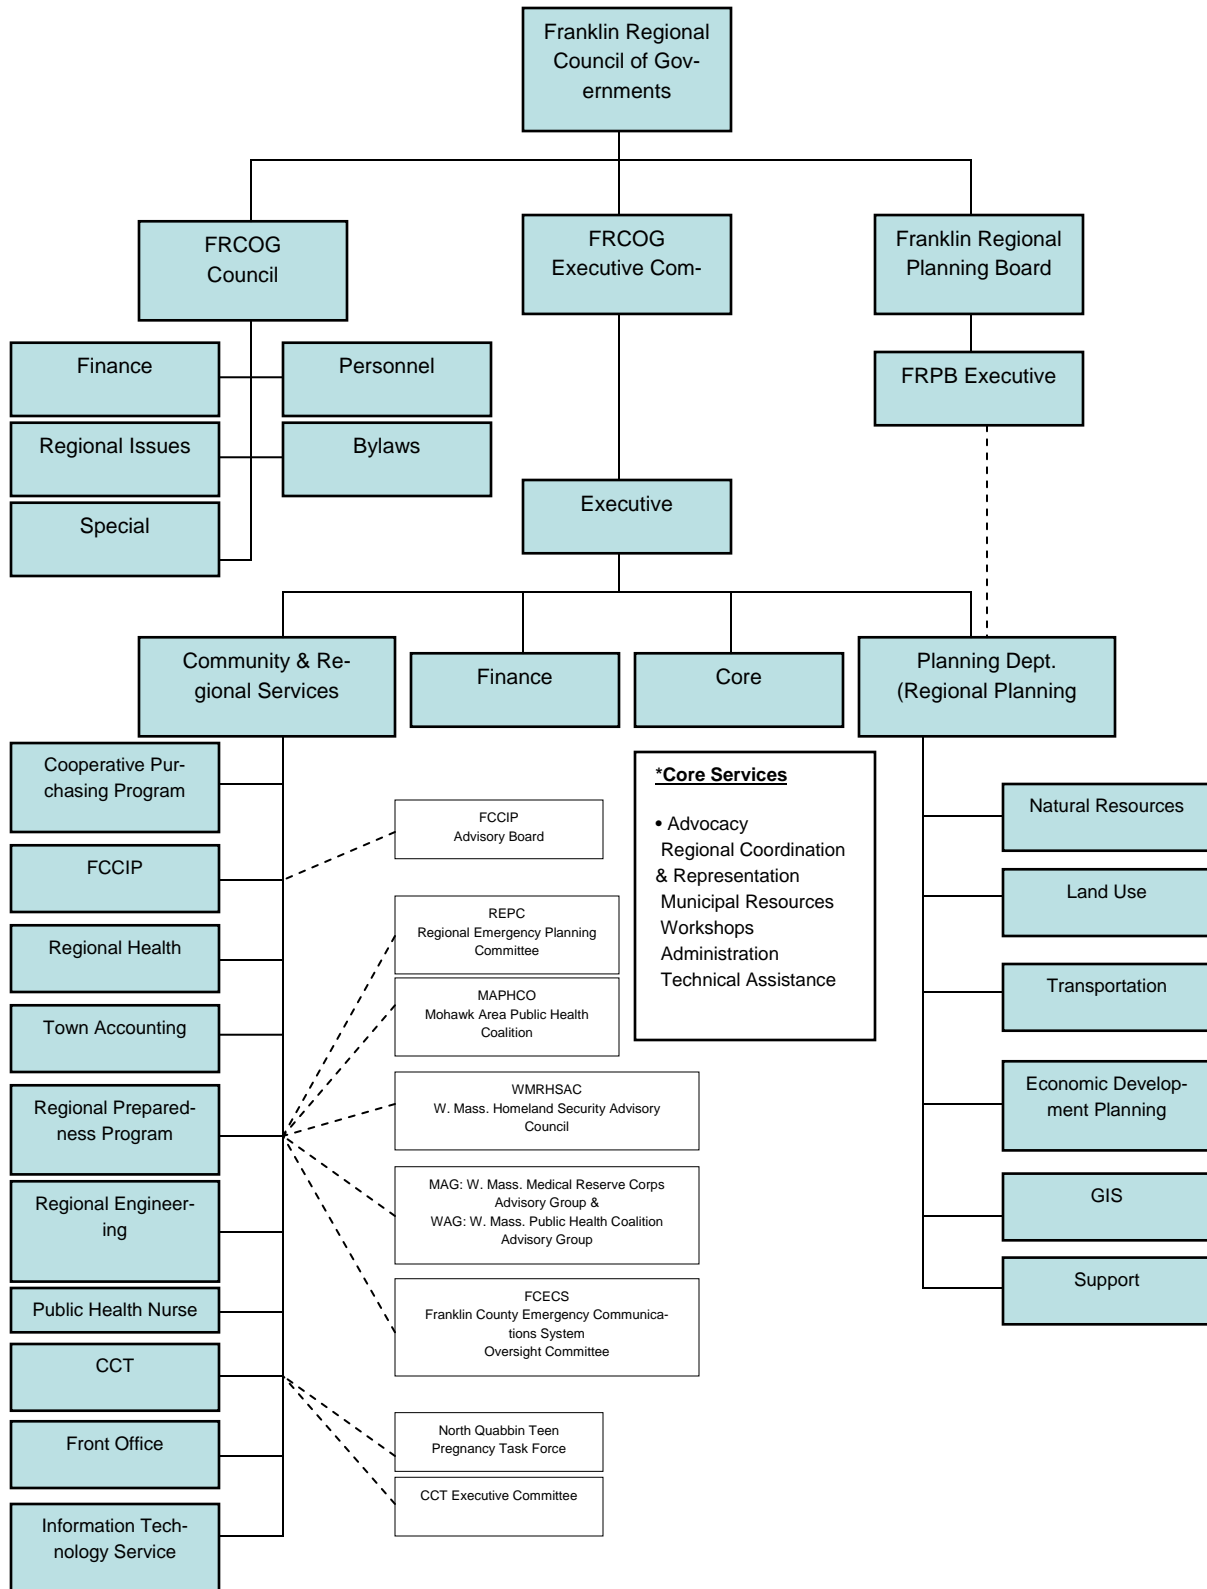 Franklin Regional
Council of Gov-
ernments
FRCOG
Council
FRCOG
Executive Com-
Franklin Regional
Planning Board
Finance
Personnel
FRPB Executive
Regional Issues
Bylaws
Special
Executive
Community & Re-
gional Services
Finance
Core
Planning Dept.
(Regional Planning
Cooperative Pur-
chasing Program
FCCIP
Regional Health
Town Accounting
Regional Prepared-
ness Program
Regional Engineer-
ing
Public Health Nurse
CCT
Front Office
Information Tech-
nology Service
FCCIP
Advisory Board
REPC
Regional Emergency Planning
Committee
MAPHCO
Mohawk Area Public Health
Coalition
WMRHSAC
W. Mass. Homeland Security Advisory
Council
MAG: W. Mass. Medical Reserve Corps
Advisory Group &
WAG: W. Mass. Public Health Coalition
Advisory Group
FCECS
Franklin County Emergency Communica-
tions System
Oversight Committee
North Quabbin Teen
Pregnancy Task Force
CCT Executive Committee
*Core Services
• Advocacy
Regional Coordination
& Representation
Municipal Resources
Workshops
Administration
Technical Assistance
Natural Resources
Land Use
Transportation
Economic Develop-
ment Planning
GIS
Support